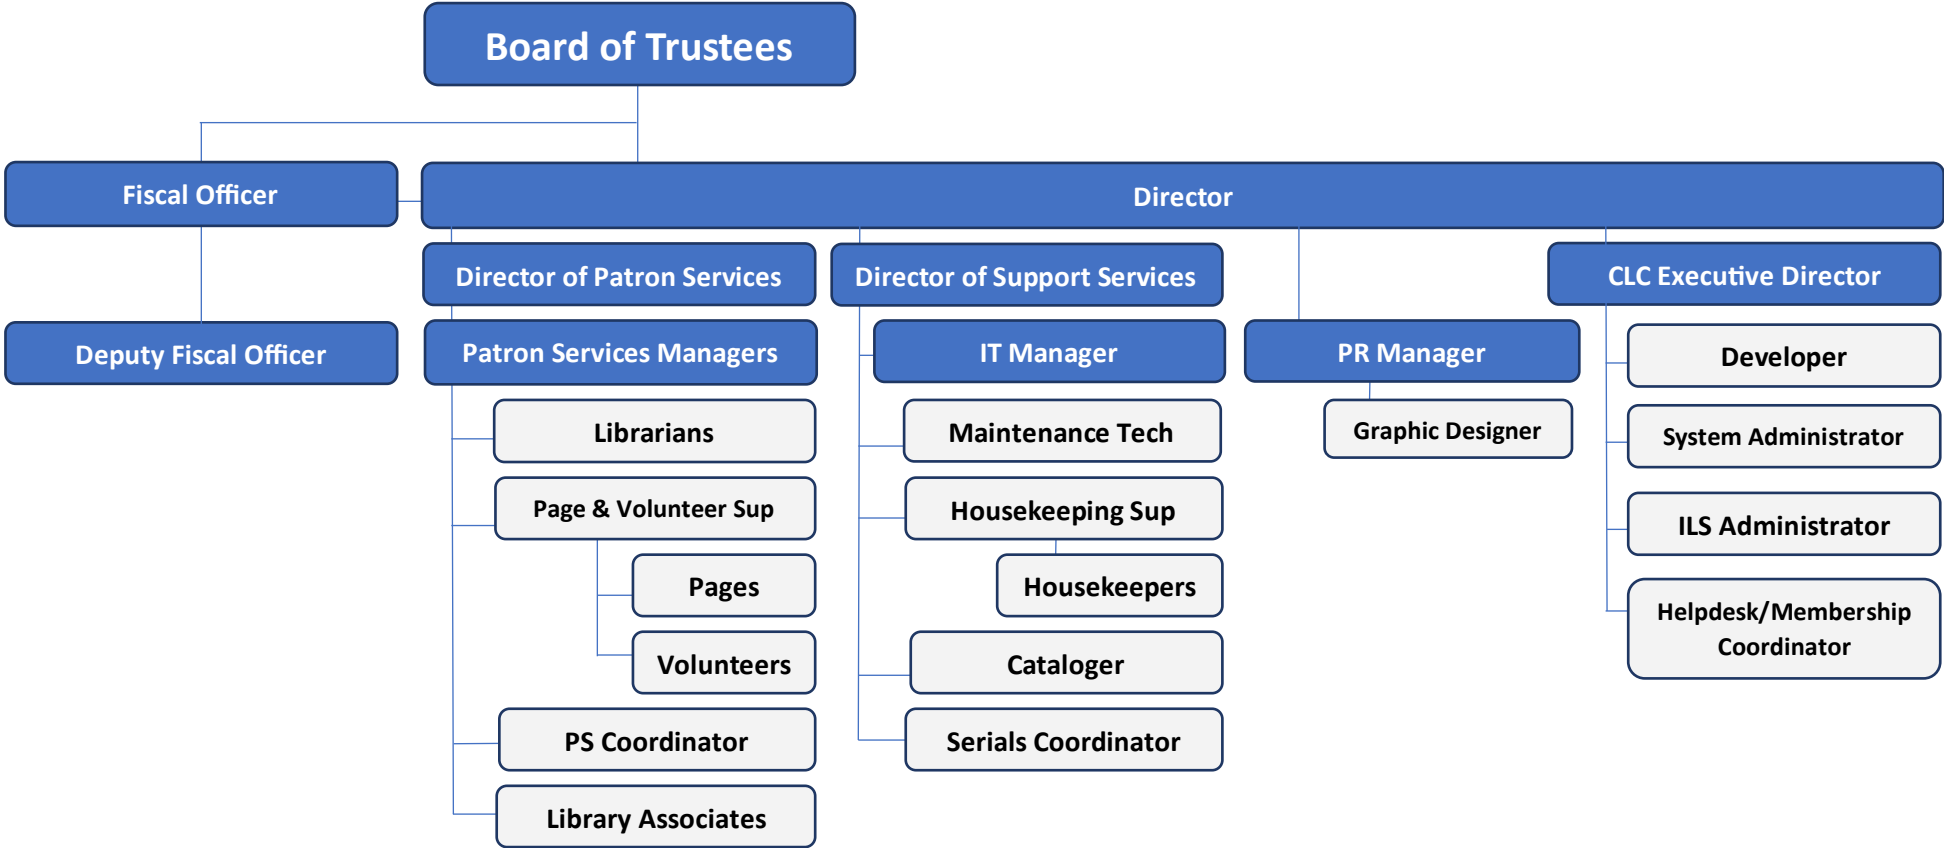 Board of Trustees
Fiscal Officer
Director
Director of Patron Services
Director of Support Services
CLC Executive Director
Deputy Fiscal Officer
Patron Services Managers
IT Manager
PR Manager
Developer
Librarians
Maintenance Tech
Graphic Designer
System Administrator
Page & Volunteer Sup
Housekeeping Sup
ILS Administrator
Pages
Housekeepers
Helpdesk/Membership
Coordinator
Volunteers
Cataloger
PS Coordinator
Serials Coordinator
Library Associates